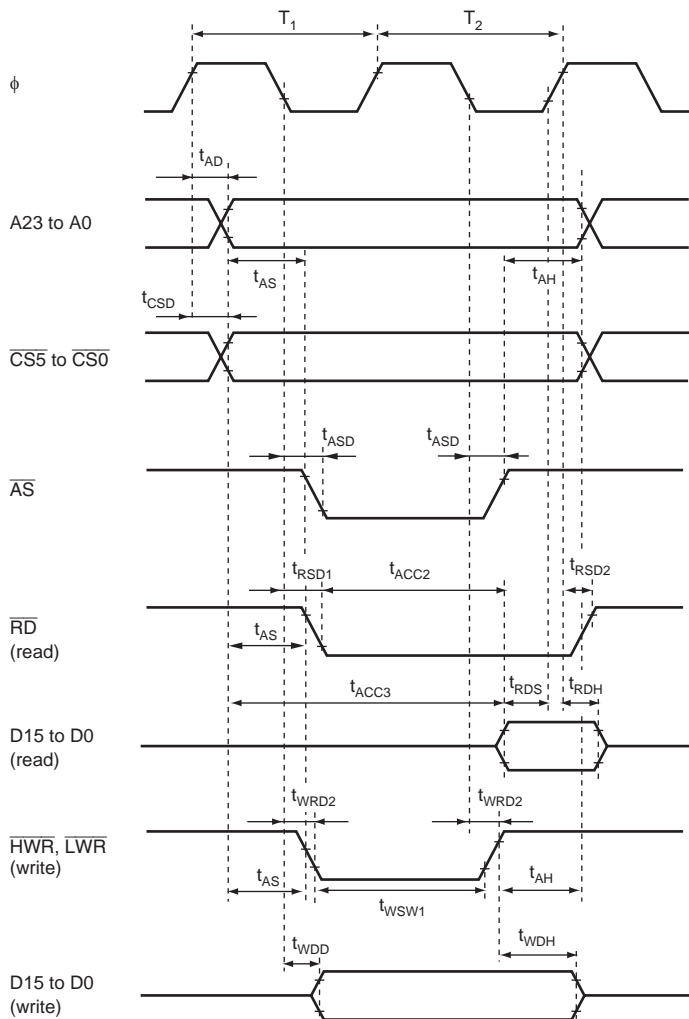 T1 T2
ϕ
tAD
A23 to A0
tAS tAH
tCSD
CS5 to CS0
tASD tASD
AS
tRSD1 tACC2 tRSD2
RD
(read)
tAS
tACC3 tRDS tRDH
D15 to D0
(read)
tWRD2 tWRD2
HWR, LWR
(write)
tAS tWSW1 tAH
tWDD tWDH
D15 to D0
(write)